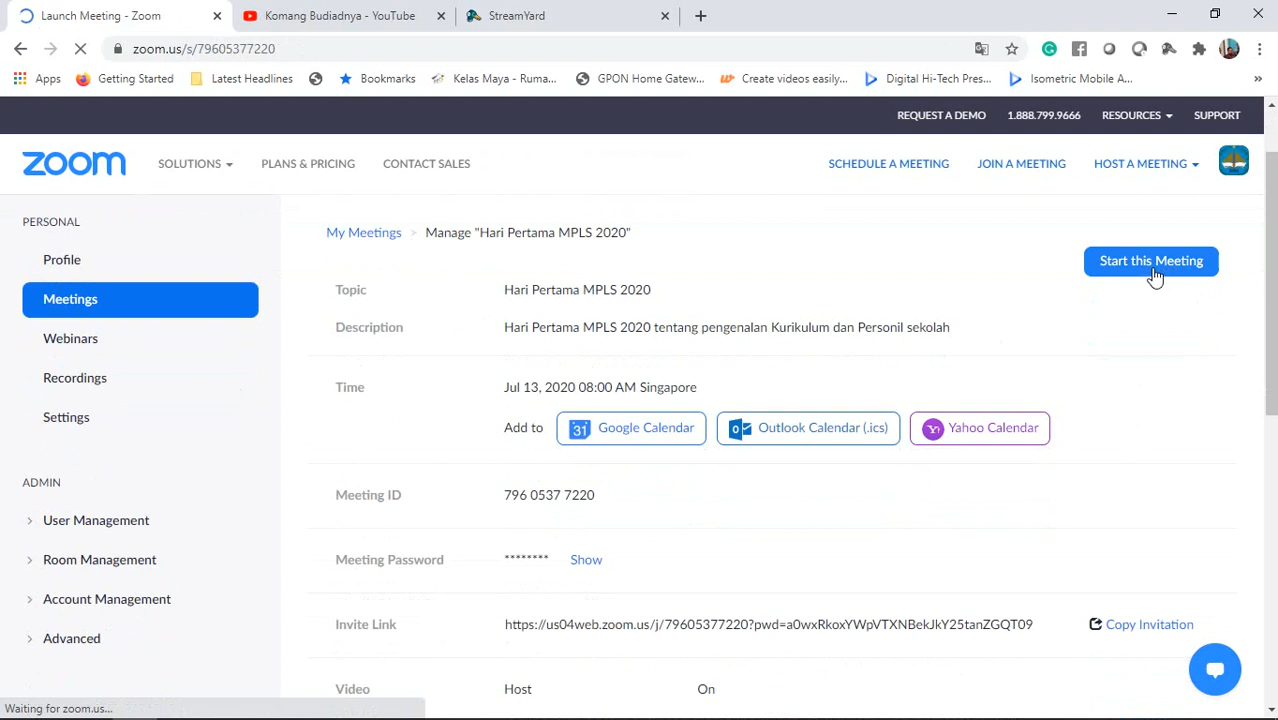 Launch Meeting - Zoom
Komang Budiadnya - YouTube
StreamYard
zoom.us/s/79605377220
Apps
Getting Started
Latest Headlines
Bookmarks
Kelas Maya - Ruma...
GPON Home Gatew...
Create videos easily...
Digital Hi-Tech Pres...
Isometric Mobile A...
REQUEST A DEMO
1.888.799.9666
RESOURCES
SUPPORT
zoom
SOLUTIONS
PLANS & PRICING
CONTACT SALES
SCHEDULE A MEETING
JOIN A MEETING
HOST A MEETING
PERSONAL
Profile
Meetings
Webinars
Recordings
Settings
ADMIN
User Management
Room Management
Account Management
Advanced
My Meetings > Manage "Hari Pertama MPLS 2020"
Start this Meeting
Topic
Hari Pertama MPLS 2020
Description
Hari Pertama MPLS 2020 tentang pengenalan Kurikulum dan Personil sekolah
Time
Jul 13, 2020 08:00 AM Singapore
Add to
31
Google Calendar
Outlook Calendar (.ics)
Yahoo Calendar
Meeting ID
796 0537 7220
Meeting Password
********
Show
Invite Link
https://us04web.zoom.us/j/79605377220?pwd=a0wxRkoxYWpVTXNBekJkY25tanZGQT09
Copy Invitation
Video
Host
On
Waiting for zoom.us...